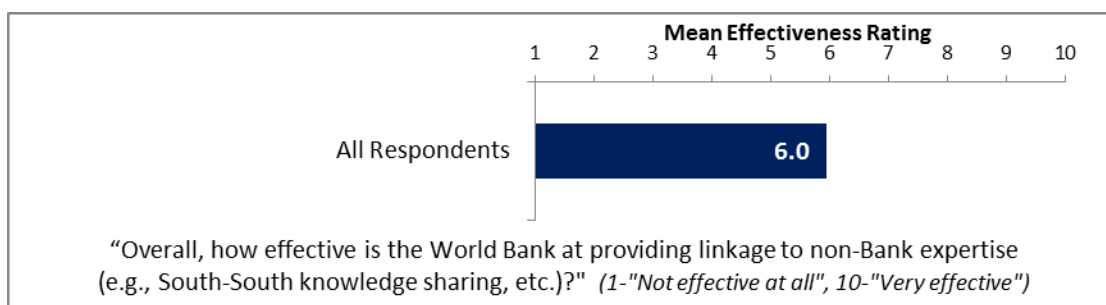 Mean Effectiveness Rating
1 2 3 4 5 6 7 8 9 10
All Respondents 6.0
“Overall, how effective is the World Bank at providing linkage to non-Bank expertise
(e.g., South-South knowledge sharing, etc.)?" (1-"Not effective at all", 10-"Very effective")